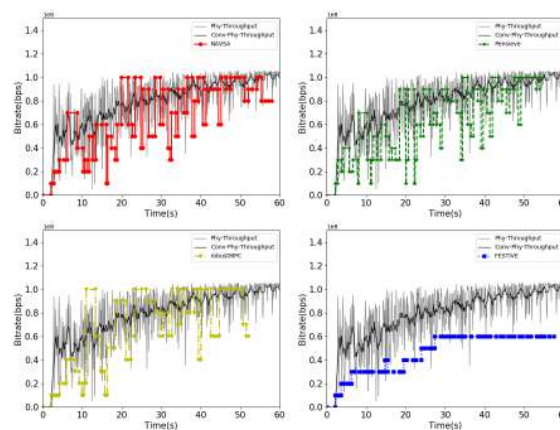 1e8
1.4
1.2
1.0
0.8
0.6
0.4
0.2
0.0
Bitrate(bps)
0 10 20 30 40 50 60
Time(s)
Phy-Throughput
Conv-Phy-Throughput
NAVSA
1e8
1.4
1.2
1.0
0.8
0.6
0.4
0.2
0.0
Bitrate(bps)
0 10 20 30 40 50 60
Time(s)
Phy-Throughput
Conv-Phy-Throughput
Pensieve
1e8
1.4
1.2
1.0
0.8
0.6
0.4
0.2
0.0
Bitrate(bps)
0 10 20 30 40 50 60
Time(s)
Phy-Throughput
Conv-Phy-Throughput
robustMPC
1e8
1.4
1.2
1.0
0.8
0.6
0.4
0.2
0.0
Bitrate(bps)
0 10 20 30 40 50 60
Time(s)
Phy-Throughput
Conv-Phy-Throughput
FESTIVE